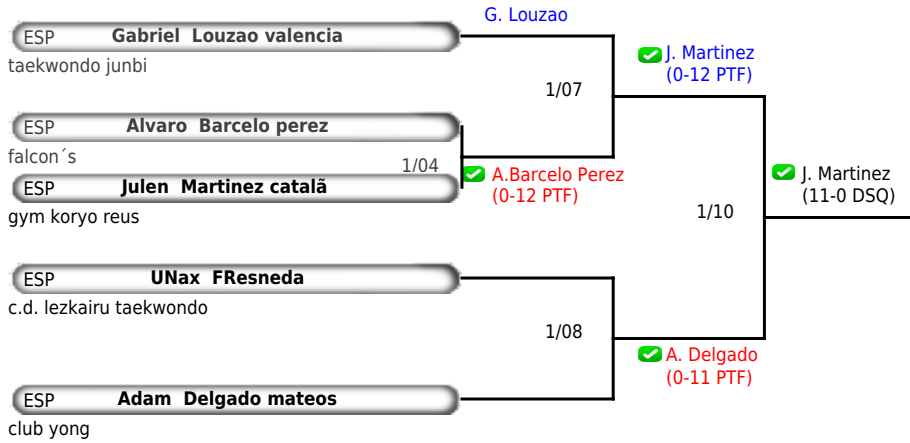 G. Louzao
ESP Gabriel Louzao valencia
taekwondo junbi
J. Martinez
(0-12 PTF)
1/07
ESP Alvaro Barcelo perez
falcon´s
1/04
ESP Julen Martinez catalã
gym koryo reus
A.Barcelo Perez
(0-12 PTF)
J. Martinez
(11-0 DSQ)
1/10
ESP UNax FResneda
c.d. lezkairu taekwondo
1/08
A. Delgado
(0-11 PTF)
ESP Adam Delgado mateos
club yong